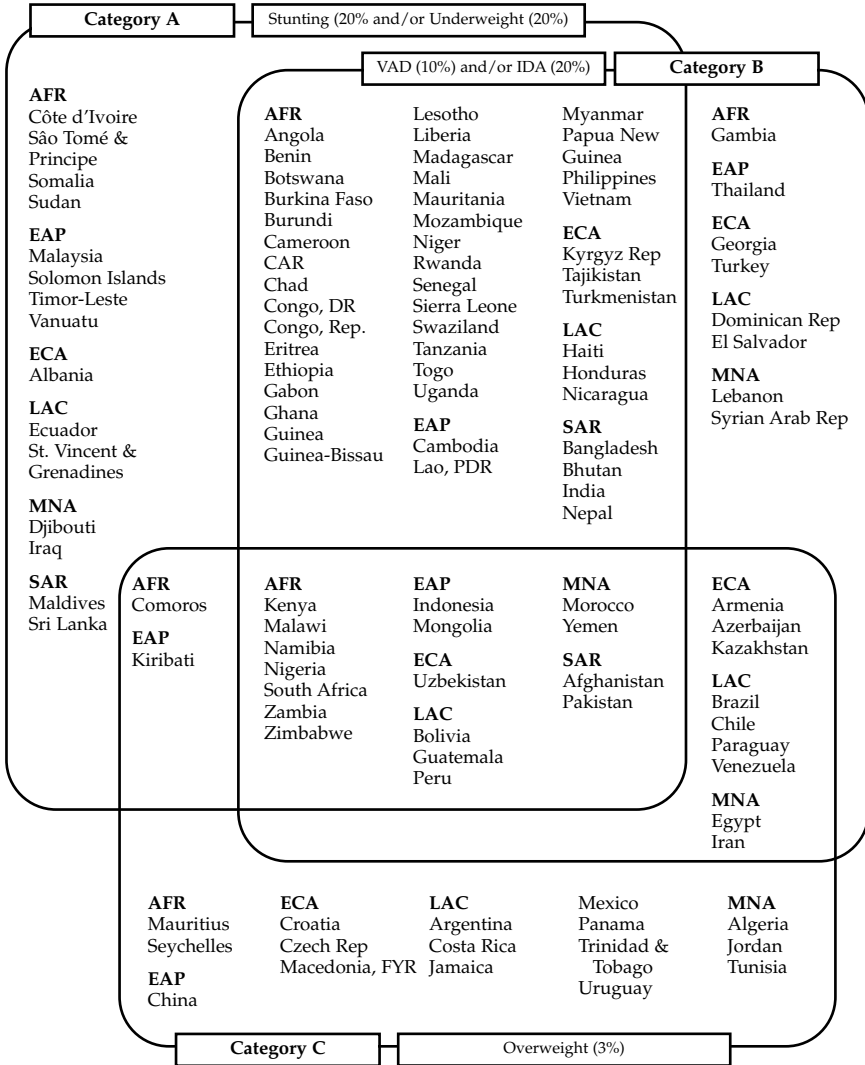 Category A
Stunting (20% and/or Underweight (20%)
VAD (10%) and/or IDA (20%)
Category B
AFR
Côte d'Ivoire
Sâo Tomé &
Principe
Somalia
Sudan
EAP
Malaysia
Solomon Islands
Timor-Leste
Vanuatu
ECA
Albania
LAC
Ecuador
St. Vincent &
Grenadines
MNA
Djibouti
Iraq
SAR
Maldives
Sri Lanka
AFR
Angola
Benin
Botswana
Burkina Faso
Burundi
Cameroon
CAR
Chad
Congo, DR
Congo, Rep.
Eritrea
Ethiopia
Gabon
Ghana
Guinea
Guinea-Bissau
Lesotho
Liberia
Madagascar
Mali
Mauritania
Mozambique
Niger
Rwanda
Senegal
Sierra Leone
Swaziland
Tanzania
Togo
Uganda
EAP
Cambodia
Lao, PDR
Myanmar
Papua New
Guinea
Philippines
Vietnam
ECA
Kyrgyz Rep
Tajikistan
Turkmenistan
LAC
Haiti
Honduras
Nicaragua
SAR
Bangladesh
Bhutan
India
Nepal
AFR
Gambia
EAP
Thailand
ECA
Georgia
Turkey
LAC
Dominican Rep
El Salvador
MNA
Lebanon
Syrian Arab Rep
AFR
Comoros
EAP
Kiribati
AFR
Kenya
Malawi
Namibia
Nigeria
South Africa
Zambia
Zimbabwe
EAP
Indonesia
Mongolia
ECA
Uzbekistan
LAC
Bolivia
Guatemala
Peru
MNA
Morocco
Yemen
SAR
Afghanistan
Pakistan
ECA
Armenia
Azerbaijan
Kazakhstan
LAC
Brazil
Chile
Paraguay
Venezuela
MNA
Egypt
Iran
AFR
Mauritius
Seychelles
EAP
China
ECA
Croatia
Czech Rep
Macedonia, FYR
LAC
Argentina
Costa Rica
Jamaica
Mexico
Panama
Trinidad &
Tobago
Uruguay
MNA
Algeria
Jordan
Tunisia
Category C
Overweight (3%)